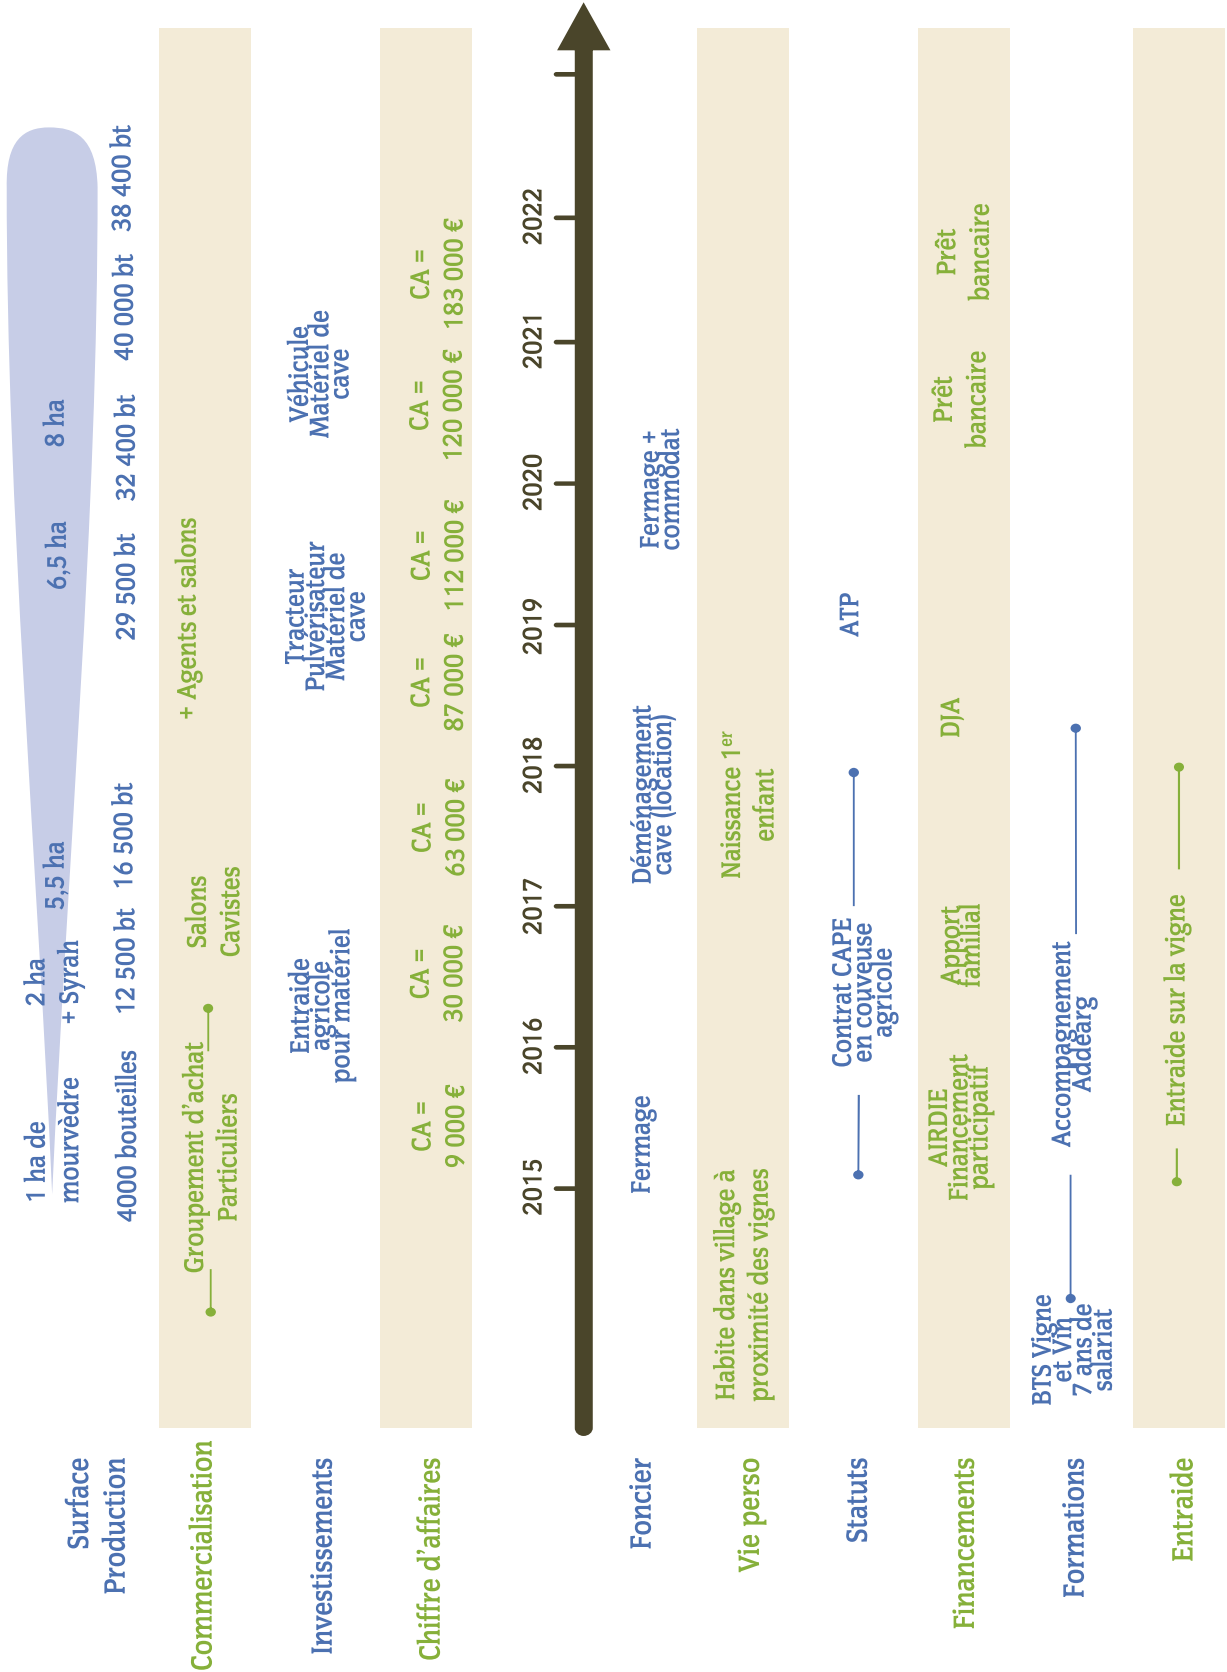 Surface
Production
1 ha de
mourvèdre
2 ha
+ Syrah
5,5 ha
6,5 ha
8 ha
4000 bouteilles
12 500 bt
16 500 bt
29 500 bt
32 400 bt
40 000 bt
38 400 bt
Commercialisation
Groupement d'achat
Particuliers
Salons
Cavistes
+ Agents et salons
Investissements
Entraide
agricole
pour matériel
Tracteur
Pulvérisateur
Matériel de
cave
Véhicule
Matériel de
cave
Chiffre d'affaires
CA =
9 000 €
CA =
30 000 €
CA =
63 000 €
CA =
87 000 €
CA =
112 000 €
CA =
120 000 €
CA =
183 000 €
2015
2016
2017
2018
2019
2020
2021
2022
Foncier
Fermage
Déménagement
cave (location)
Fermage +
commodat
Vie perso
Habite dans village à
proximité des vignes
Naissance 1er
enfant
Statuts
Contrat CAPE
en couveuse
agricole
ATP
Financements
AIRDIE
Financement
participatif
Apport
familial
DJA
Prêt
bancaire
Prêt
bancaire
Formations
BTS Vigne
et Vin
7 ans de
salariat
Accompagnement
Addearg
Entraide
Entraide sur la vigne